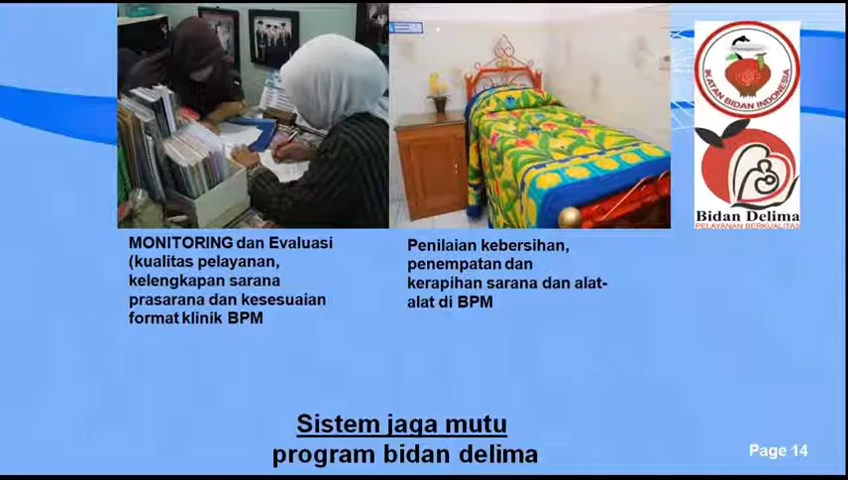 IKATAN BIDAN INDONESIA
Bidan Delima
PELAYANAN BERKUALITAS
MONITORING dan Evaluasi
(kualitas pelayanan,
kelengkapan sarana
prasarana dan kesesuaian
format klinik BPM
Penilaian kebersihan,
penempatan dan
kerapihan sarana dan alat-
alat di BPM
Sistem jaga mutu
program bidan delima
Page 14